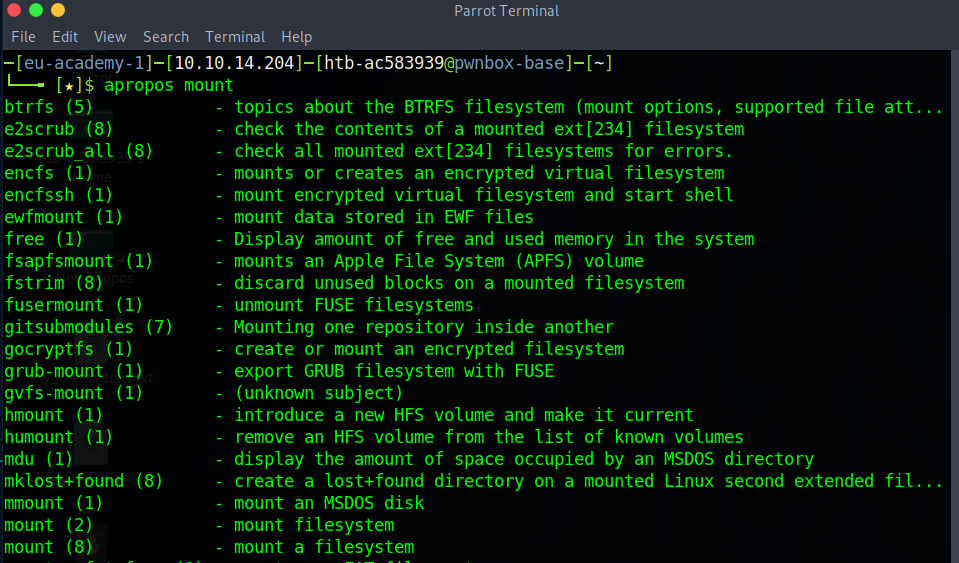 Parrot Terminal
File Edit View Search Terminal Help
─[eu-academy-1]─[10.10.14.204]─[htb-ac583939@pwnbox-base]─[~]
└──╼ [★]$ apropos mount
btrfs (5) - topics about the BTRFS filesystem (mount options, supported file att...
e2scrub (8) - check the contents of a mounted ext[234] filesystem
e2scrub_all (8) - check all mounted ext[234] filesystems for errors.
encfs (1) - mounts or creates an encrypted virtual filesystem
encfssh (1) - mount encrypted virtual filesystem and start shell
ewfmount (1) - mount data stored in EWF files
free (1) - Display amount of free and used memory in the system
fsapfsmount (1) - mounts an Apple File System (APFS) volume
fstrim (8) - discard unused blocks on a mounted filesystem
fusermount (1) - unmount FUSE filesystems
gitsubmodules (7) - Mounting one repository inside another
gocryptfs (1) - create or mount an encrypted filesystem
grub-mount (1) - export GRUB filesystem with FUSE
gvfs-mount (1) - (unknown subject)
hmount (1) - introduce a new HFS volume and make it current
humount (1) - remove an HFS volume from the list of known volumes
mdu (1) - display the amount of space occupied by an MSDOS directory
mklost+found (8) - create a lost+found directory on a mounted Linux second extended fil...
mmount (1) - mount an MSDOS disk
mount (2) - mount filesystem
mount (8) - mount a filesystem